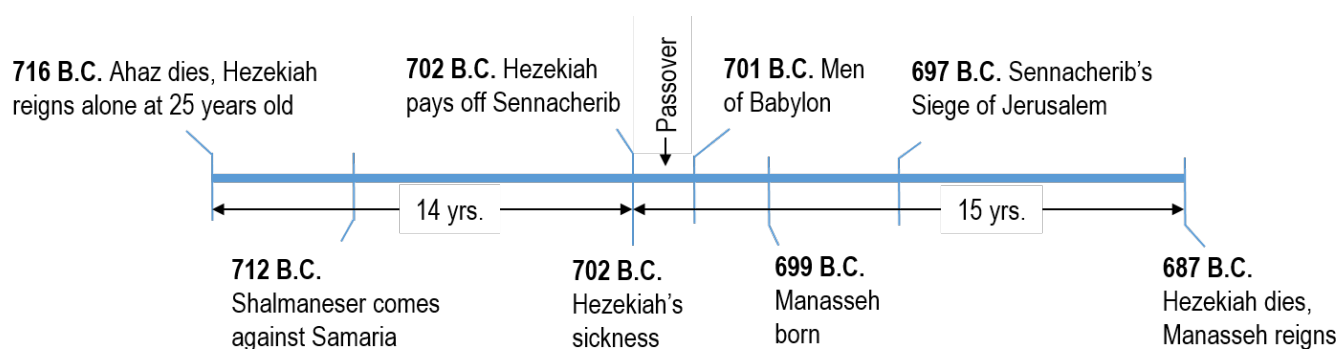 716 B.C. Ahaz dies, Hezekiah
reigns alone at 25 years old
702 B.C. Hezekiah
pays off Sennacherib
Passover
701 B.C. Men
of Babylon
697 B.C. Sennacherib’s
Siege of Jerusalem
14 yrs.
15 yrs.
712 B.C.
Shalmaneser comes
against Samaria
702 B.C.
Hezekiah’s
sickness
699 B.C.
Manasseh
born
687 B.C.
Hezekiah dies,
Manasseh reigns